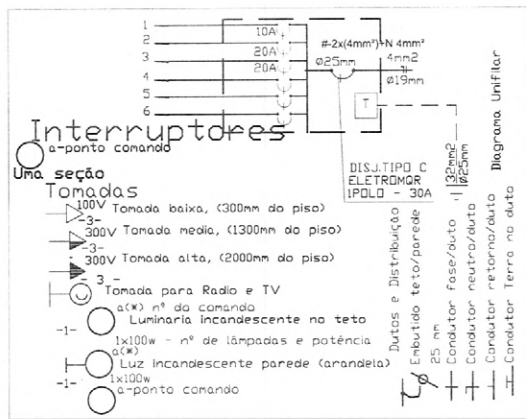 1
2
3
4
5
6
10A
20A
20A
#-2x(4mm²)+N 4mm²
Ø25mm
4mm2
Ø19mm
T
DISJ.TIPO C
ELETROMQR
1POLO - 30A
32mm2
Ø25mm
Diagrama Unifilar
Interruptores
a-ponto comando
Uma seção
Tomadas
100V Tomada baixa, (300mm do piso)
-3-
300V Tomada media, (1300mm do piso)
-3-
300V Tomada alta, (2000mm do piso)
- 3 -
Tomada para Radio e TV
a(*) nº do comando
-1- Luminaria incandescente no teto
1x100w - nº de lâmpadas e potência
a(*)
Luz incandescente parede (arandela)
-1- 1x100w
a-ponto comando
Dutos e Distribuição
Embutido teto/parede
25 mm
Condutor fase/duto
Condutor neutro/duto
Condutor retorno/duto
Condutor Terra no duto